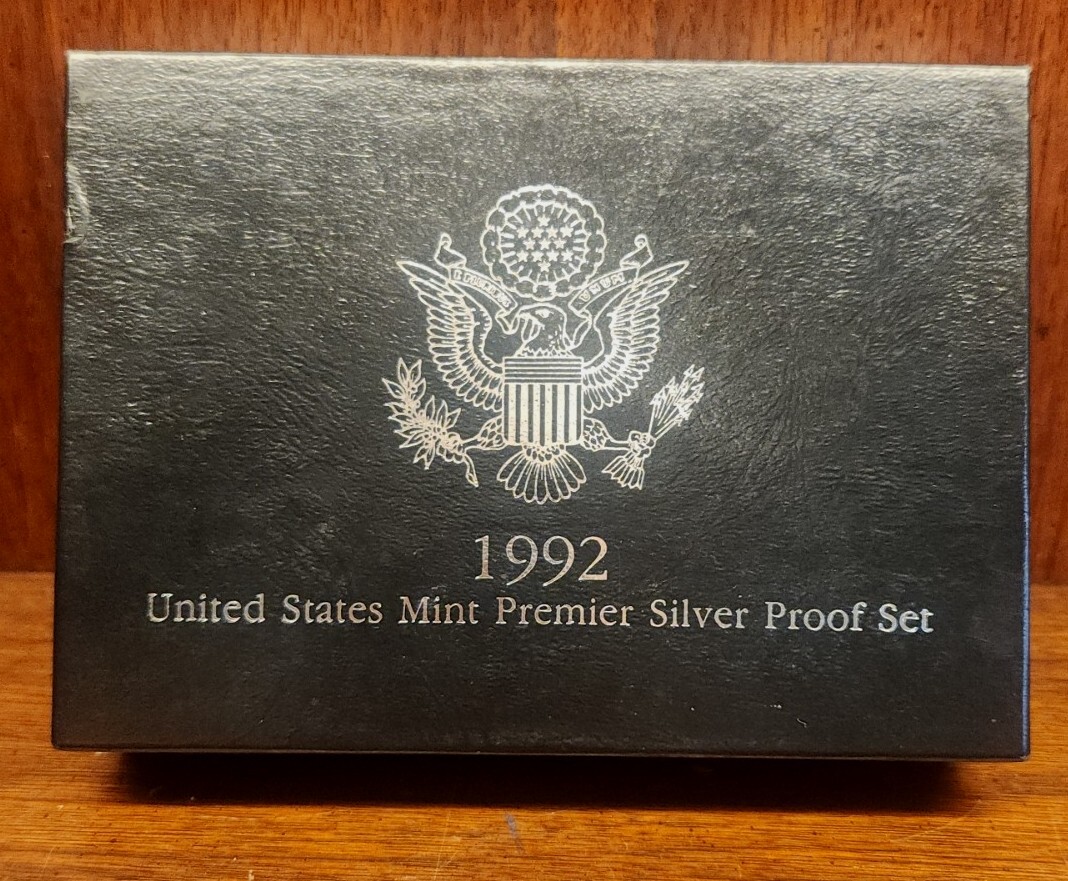 1992
United States Mint Premier Silver Proof Set